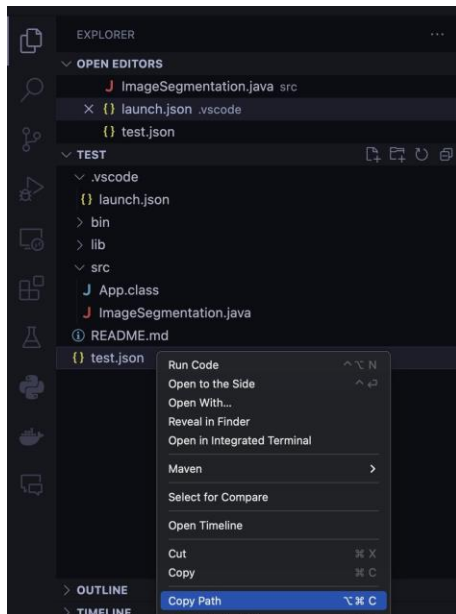 EXPLORER ...
OPEN EDITORS
J ImageSegmentation.java src
{} launch.json .vscode
{} test.json
TEST
.vscode
{} launch.json
bin
lib
src
J App.class
J ImageSegmentation.java
README.md
{} test.json
Run Code ^⌥ N
Open to the Side ^⏎
Open With...
Reveal in Finder
Open in Integrated Terminal
Maven
Select for Compare
Open Timeline
Cut ⌘ X
Copy ⌘ C
Copy Path ⌥⌘ C
OUTLINE
TIMELINE